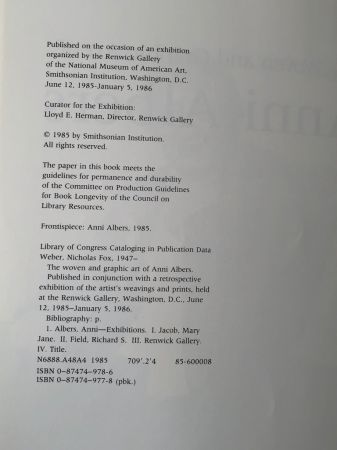 Published on the occasion of an exhibition
organized by the Renwick Gallery
of the National Museum of American Art,
Smithsonian Institution, Washington, D.C.
June 12, 1985-January 5, 1986
Curator for the Exhibition:
Lloyd E. Herman, Director, Renwick Gallery
© 1985 by Smithsonian Institution.
All rights reserved.
The paper in this book meets the
guidelines for permanence and durability
of the Committee on Production Guidelines
for Book Longevity of the Council on
Library Resources.
Frontispiece: Anni Albers, 1985.
Library of Congress Cataloging in Publication Data
Weber, Nicholas Fox, 1947–
The woven and graphic art of Anni Albers.
Published in conjunction with a retrospective
exhibition of the artist's weavings and prints, held
at the Renwick Gallery, Washington, D.C., June
12, 1985–January 5, 1986.
Bibliography: p.
1. Albers, Anni—Exhibitions. I. Jacob, Mary
Jane. II. Field, Richard S. III. Renwick Gallery.
IV. Title.
N6888.A48A4 1985 709'.2'4 85-600008
ISBN 0-87474-978-6
ISBN 0-87474-977-8 (pbk.)